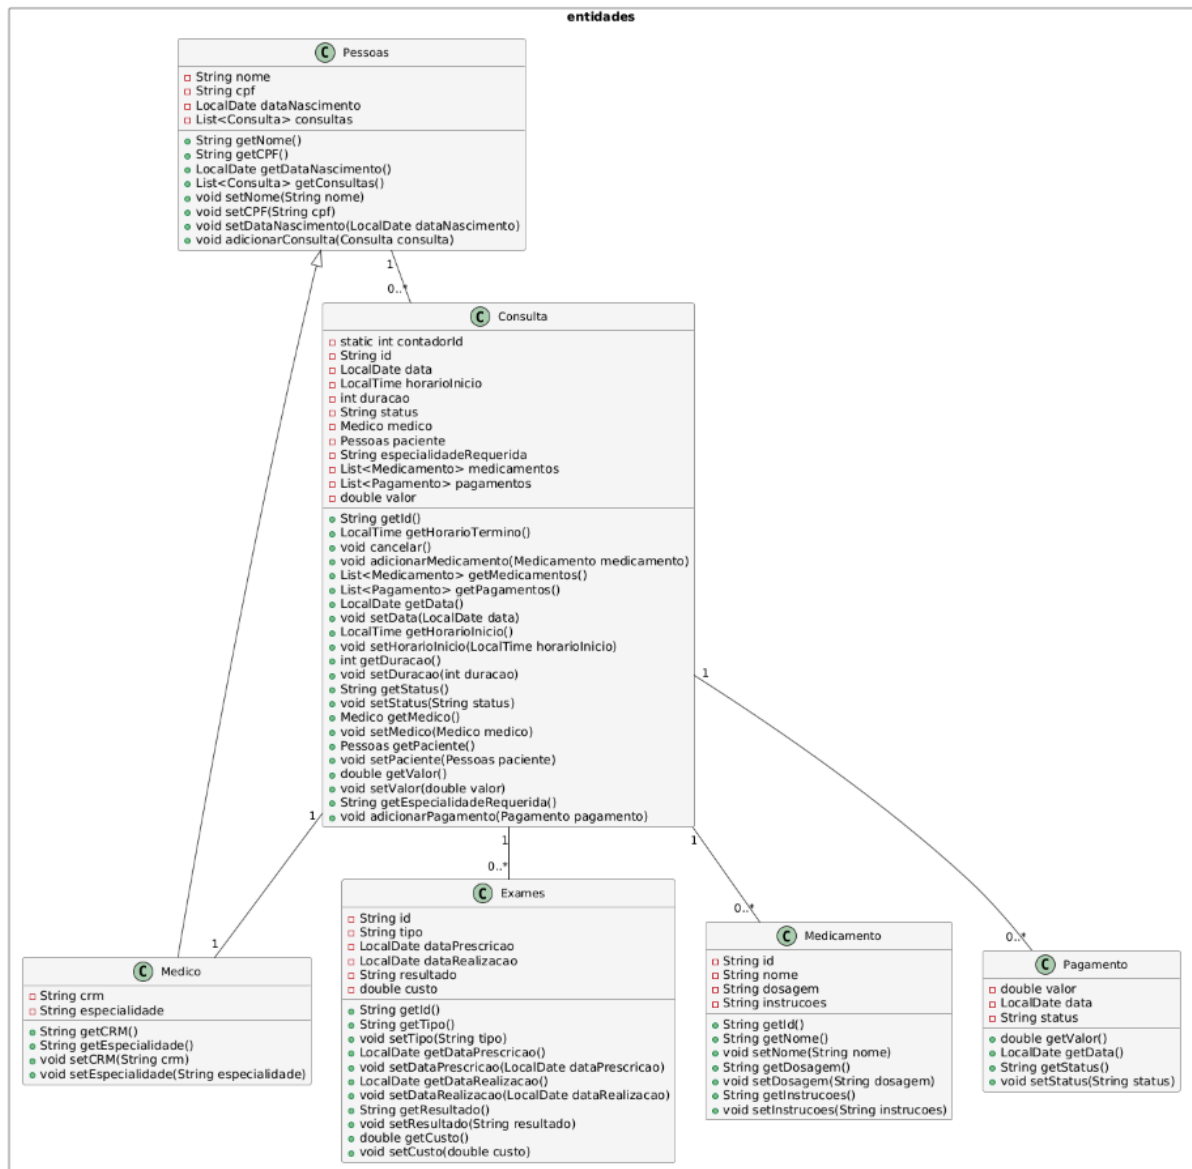 entidades
C Pessoas
String nome
String cpf
LocalDate dataNascimento
List<Consulta> consultas
String getNome()
String getCPF()
LocalDate getDataNascimento()
List<Consulta> getConsultas()
void setNome(String nome)
void setCPF(String cpf)
void setDataNascimento(LocalDate dataNascimento)
void adicionarConsulta(Consulta consulta)
1
0..*
C Consulta
static int contadorId
String id
LocalDate data
LocalTime horarioInicio
int duracao
String status
Medico medico
Pessoas paciente
String especialidadeRequerida
List<Medicamento> medicamentos
List<Pagamento> pagamentos
double valor
String getId()
LocalTime getHorarioTermino()
void cancelar()
void adicionarMedicamento(Medicamento medicamento)
List<Medicamento> getMedicamentos()
List<Pagamento> getPagamentos()
LocalDate getData()
void setData(LocalDate data)
LocalTime getHorarioInicio()
void setHorarioInicio(LocalTime horarioInicio)
int getDuracao()
void setDuracao(int duracao)
String getStatus()
void setStatus(String status)
Medico getMedico()
void setMedico(Medico medico)
Pessoas getPaciente()
void setPaciente(Pessoas paciente)
double getValor()
void setValor(double valor)
String getEspecialidadeRequerida()
void adicionarPagamento(Pagamento pagamento)
1
1
1
1
1
0..*
0..*
0..*
C Medico
String crm
String especialidade
String getCRM()
String getEspecialidade()
void setCRM(String crm)
void setEspecialidade(String especialidade)
C Exames
String id
String tipo
LocalDate dataPrescricao
LocalDate dataRealizacao
String resultado
double custo
String getId()
String getTipo()
void setTipo(String tipo)
LocalDate getDataPrescricao()
void setDataPrescricao(LocalDate dataPrescricao)
LocalDate getDataRealizacao()
void setDataRealizacao(LocalDate dataRealizacao)
String getResultado()
void setResultado(String resultado)
double getCusto()
void setCusto(double custo)
C Medicamento
String id
String nome
String dosagem
String instrucoes
String getId()
String getNome()
void setNome(String nome)
String getDosagem()
void setDosagem(String dosagem)
String getInstrucoes()
void setInstrucoes(String instrucoes)
C Pagamento
double valor
LocalDate data
String status
double getValor()
LocalDate getData()
String getStatus()
void setStatus(String status)